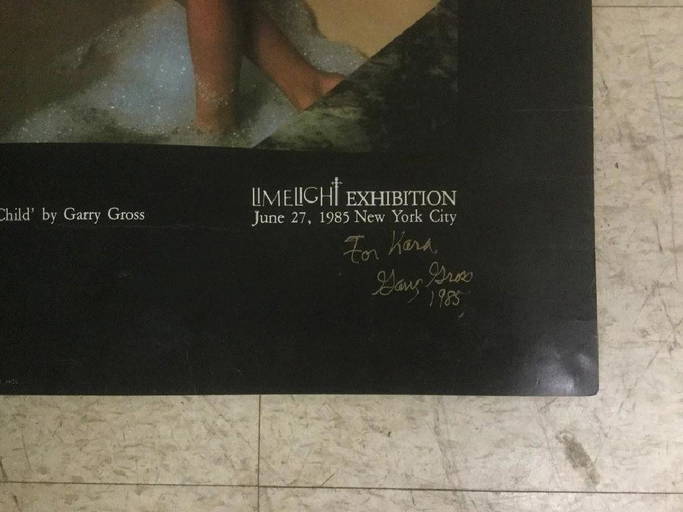 Child' by Garry Gross
LIMELIGHT EXHIBITION
June 27, 1985 New York City
For Kara,
Garry Gross
1985